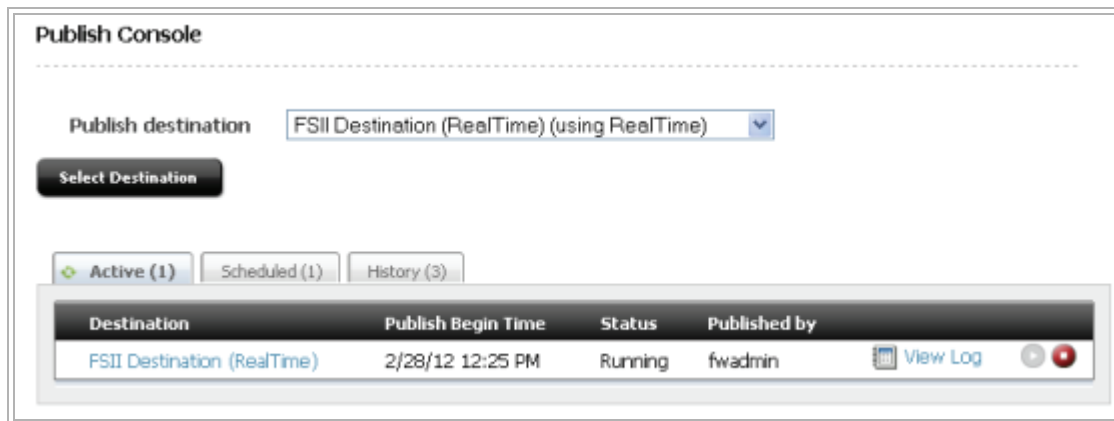 Publish Console
Publish destination FSII Destination (RealTime) (using RealTime)
Select Destination
Active (1) Scheduled (1) History (3)
Destination Publish Begin Time Status Published by
FSII Destination (RealTime) 2/28/12 12:25 PM Running fwadmin View Log